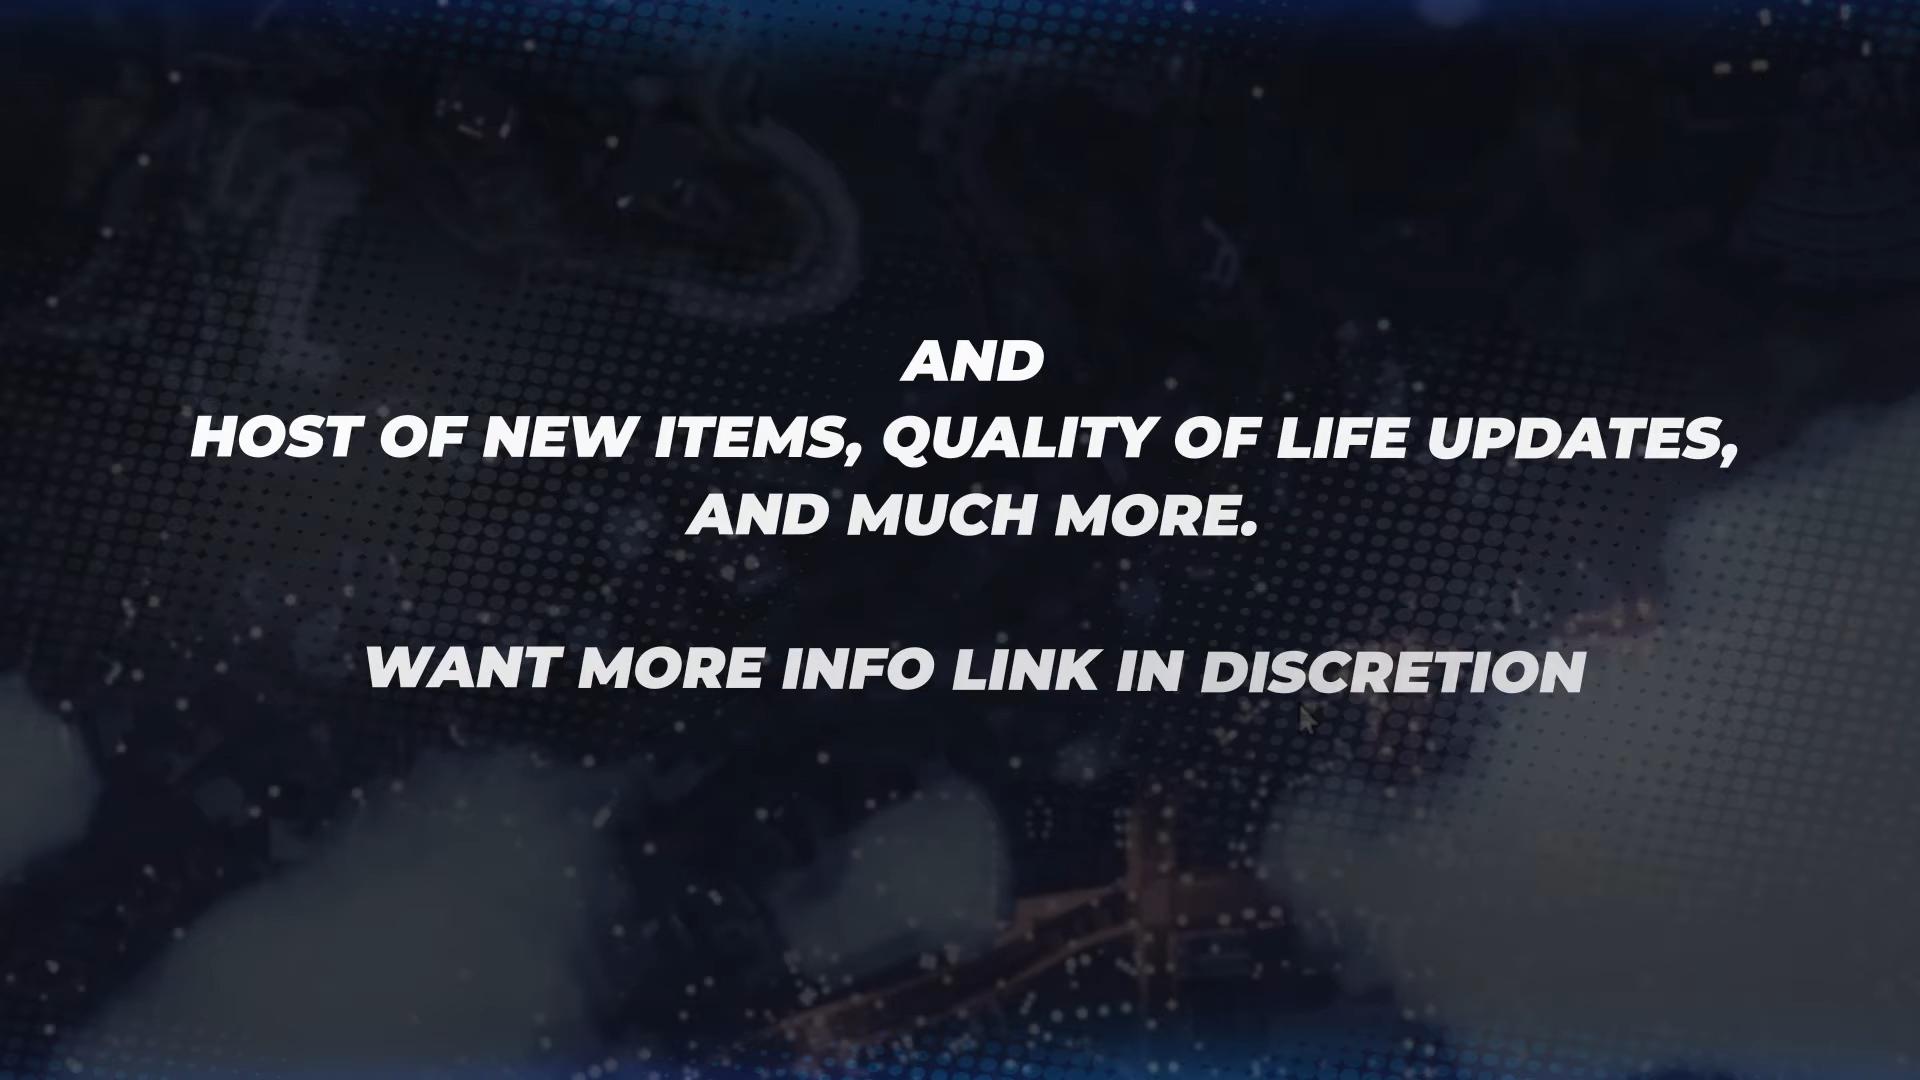 AND
HOST OF NEW ITEMS, QUALITY OF LIFE UPDATES,
AND MUCH MORE.
WANT MORE INFO LINK IN DISCRETION